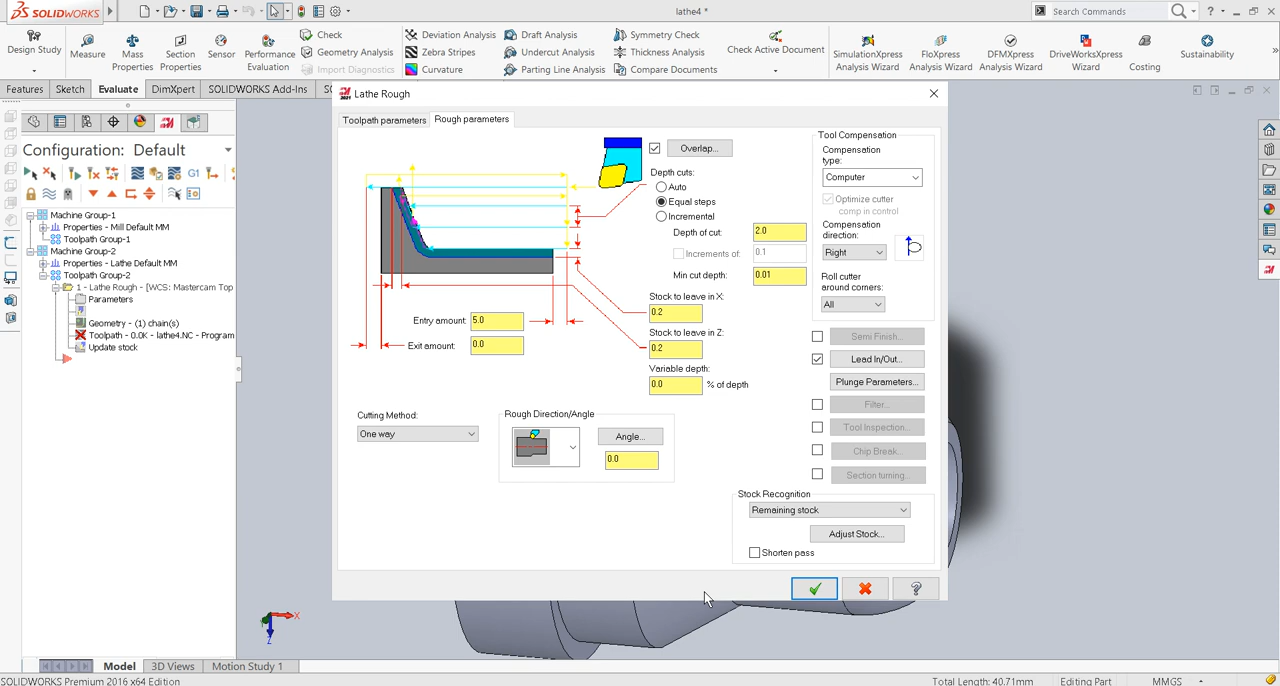 SOLIDWORKS
lathe4 *
Search Commands
Design Study
Measure
Mass Properties
Section Properties
Sensor
Performance Evaluation
Check
Geometry Analysis
Import Diagnostics
Deviation Analysis
Zebra Stripes
Curvature
Draft Analysis
Undercut Analysis
Parting Line Analysis
Symmetry Check
Thickness Analysis
Compare Documents
Check Active Document
SimulationXpress Analysis Wizard
FloXpress Analysis Wizard
DFMXpress Analysis Wizard
DriveWorksXpress Wizard
Costing
Sustainability
Features
Sketch
Evaluate
DimXpert
SOLIDWORKS Add-Ins
Configuration: Default
G1
Machine Group-1
Properties - Mill Default MM
Toolpath Group-1
Machine Group-2
Properties - Lathe Default MM
Toolpath Group-2
1 - Lathe Rough - [WCS: Mastercam Top
Parameters
Geometry - (1) chain(s)
Toolpath - 0.0K - lathe4.NC - Program
Update stock
Lathe Rough
Toolpath parameters
Rough parameters
Overlap...
Depth cuts:
Auto
Equal steps
Incremental
Depth of cut:
2.0
Increments of:
0.1
Min cut depth:
0.01
Stock to leave in X:
0.2
Stock to leave in Z:
0.2
Variable depth:
0.0
% of depth
Entry amount:
5.0
Exit amount:
0.0
Cutting Method:
One way
Rough Direction/Angle
Angle...
0.0
Tool Compensation
Compensation type:
Computer
Optimize cutter comp in control
Compensation direction:
Right
Roll cutter around corners:
All
Semi Finish...
Lead In/Out...
Plunge Parameters...
Filter...
Tool Inspection...
Chip Break...
Section turning...
Stock Recognition
Remaining stock
Adjust Stock...
Shorten pass
X
Z
Model
3D Views
Motion Study 1
SOLIDWORKS Premium 2016 x64 Edition
Total Length: 40.71mm
Editing Part
MMGS